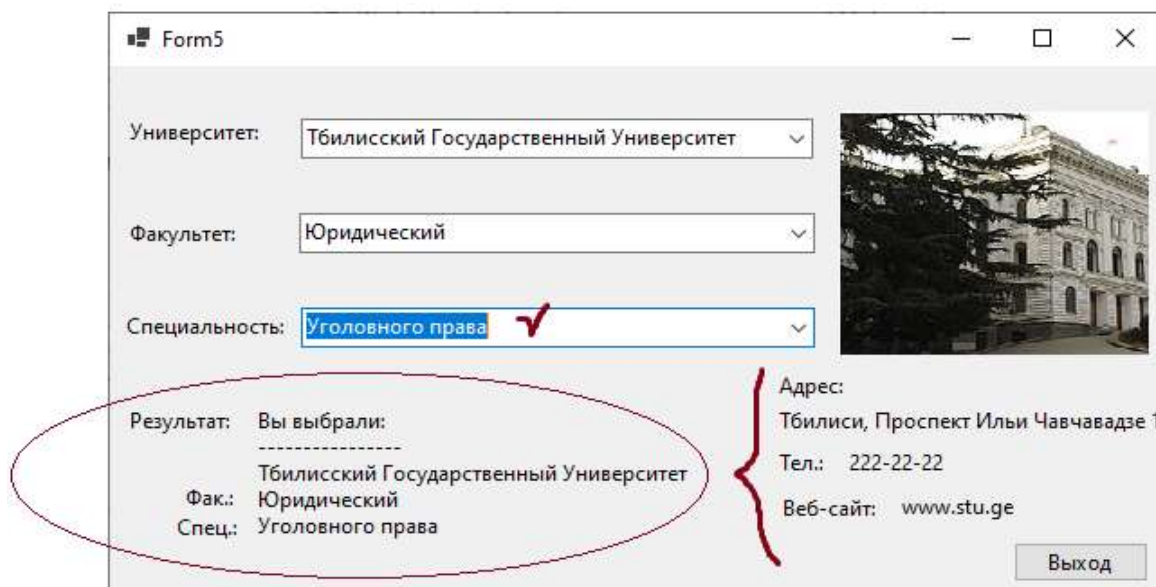 Form5
Университет: Тбилисский Государственный Университет
Факультет: Юридический
Специальность: Уголовного права
Результат: Вы выбрали:
----------------
Тбилисский Государственный Университет
Фак.: Юридический
Спец.: Уголовного права
Адрес:
Тбилиси, Проспект Ильи Чавчавадзе 1
Тел.: 222-22-22
Веб-сайт: www.stu.ge
Выход